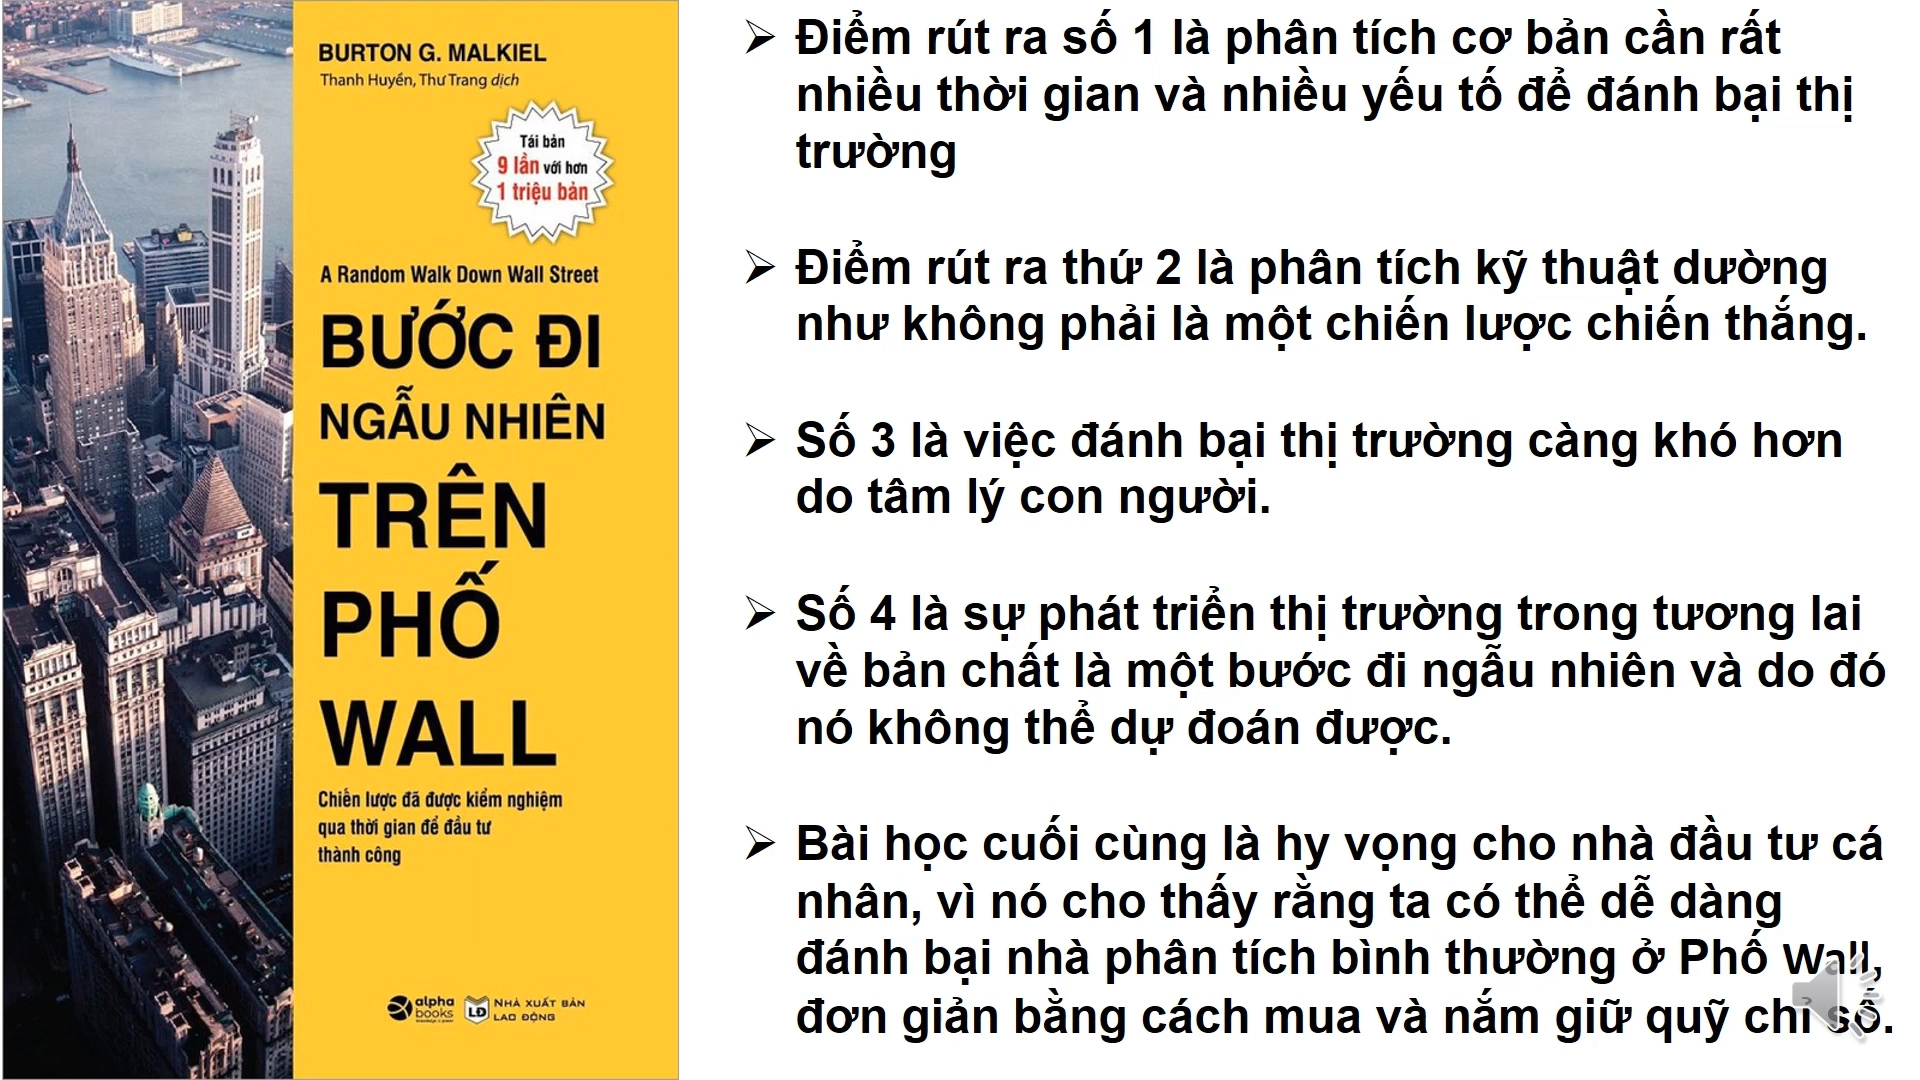 BURTON G. MALKIEL
Thanh Huyền, Thư Trang dịch
Tái bản
9 lần với hơn
1 triệu bản
A Random Walk Down Wall Street
BƯỚC ĐI
NGẪU NHIÊN
TRÊN
PHỐ
WALL
Chiến lược đã được kiểm nghiệm
qua thời gian để đầu tư
thành công
alpha
books
NHÀ XUẤT BẢN
LAO ĐỘNG
➢ Điểm rút ra số 1 là phân tích cơ bản cần rất
nhiều thời gian và nhiều yếu tố để đánh bại thị
trường
➢ Điểm rút ra thứ 2 là phân tích kỹ thuật dường
như không phải là một chiến lược chiến thắng.
➢ Số 3 là việc đánh bại thị trường càng khó hơn
do tâm lý con người.
➢ Số 4 là sự phát triển thị trường trong tương lai
về bản chất là một bước đi ngẫu nhiên và do đó
nó không thể dự đoán được.
➢ Bài học cuối cùng là hy vọng cho nhà đầu tư cá
nhân, vì nó cho thấy rằng ta có thể dễ dàng
đánh bại nhà phân tích bình thường ở Phố Wall,
đơn giản bằng cách mua và nắm giữ quỹ chỉ số.